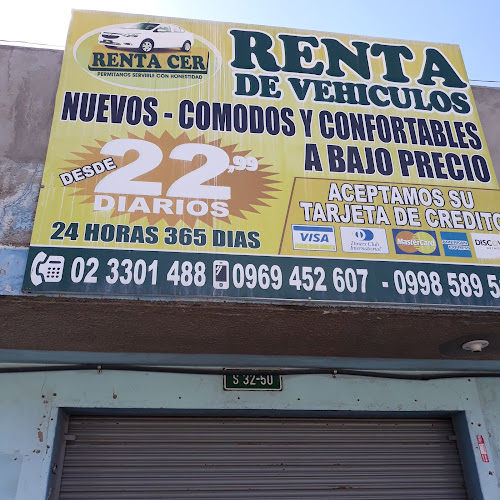 RENTA CER
PERMITANOS SERVIRLE CON HONESTIDAD
RENTA
DE VEHICULOS
NUEVOS - COMODOS Y CONFORTABLES
A BAJO PRECIO
DESDE 22,99
DIARIOS
24 HORAS 365 DIAS
ACEPTAMOS SU
TARJETA DE CREDITO
VISA
Diners Club
International
MasterCard
02 3301 488 0969 452 607 - 0998 589
S 32-50